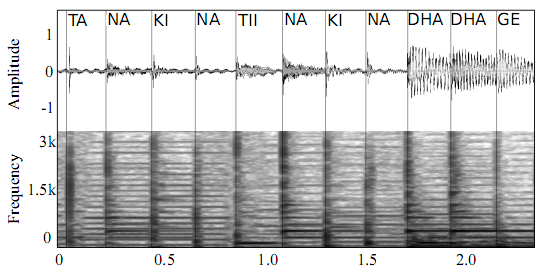 TA NA KI NA TII NA KI NA DHA DHA GE
Amplitude
1
0
-1
Frequency
3k
1.5k
0
0 0.5 1.0 1.5 2.0